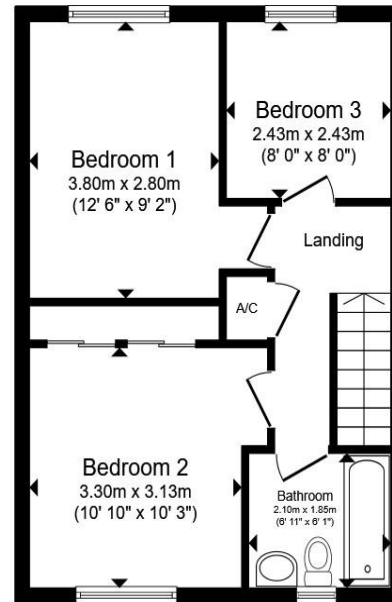 Bedroom 1
3.80m x 2.80m
(12' 6" x 9' 2")
Bedroom 3
2.43m x 2.43m
(8' 0" x 8' 0")
Landing
A/C
Bedroom 2
3.30m x 3.13m
(10' 10" x 10' 3")
Bathroom
2.10m x 1.85m
(6' 11" x 6' 1")